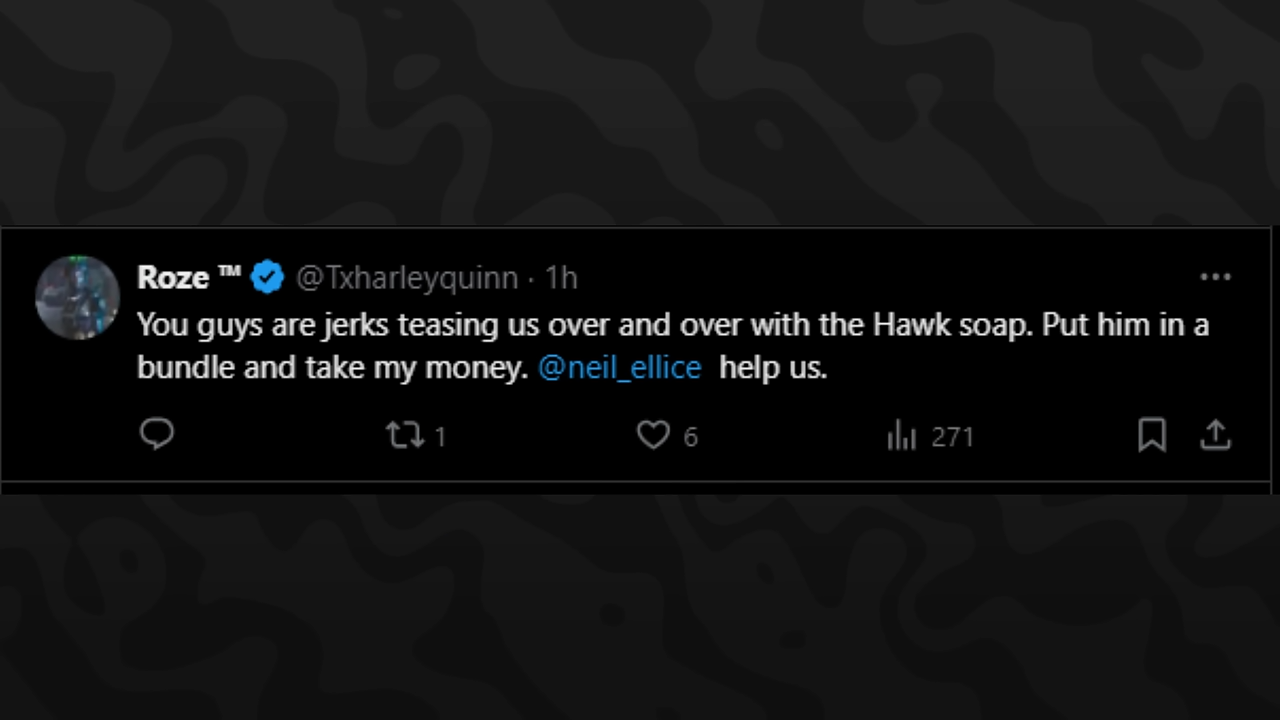 Roze ™ @Txharleyquinn · 1h
You guys are jerks teasing us over and over with the Hawk soap. Put him in a
bundle and take my money. @neil_ellice help us.
1 6 271